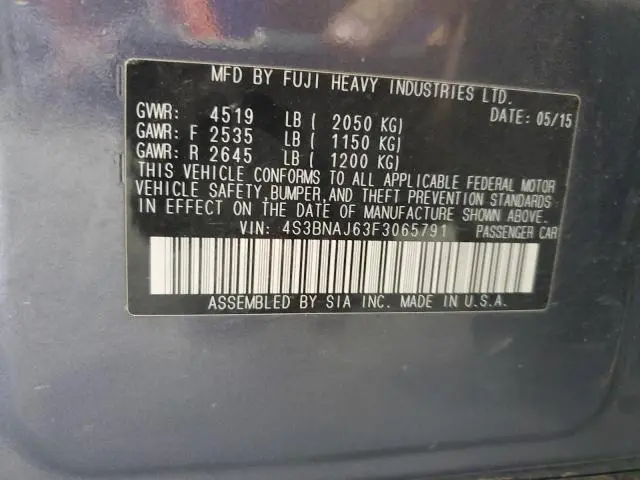 MFD BY FUJI HEAVY INDUSTRIES LTD.
DATE: 05/15
GVWR: 4519 LB ( 2050 KG)
GAWR: F 2535 LB ( 1150 KG)
GAWR: R 2645 LB ( 1200 KG)
THIS VEHICLE CONFORMS TO ALL APPLICABLE FEDERAL MOTOR
VEHICLE SAFETY,BUMPER,AND THEFT PREVENTION STANDARDS
IN EFFECT ON THE DATE OF MANUFACTURE SHOWN ABOVE.
VIN: 4S3BNAJ63F3065791 PASSENGER CAR
ASSEMBLED BY SIA INC. MADE IN U.S.A.